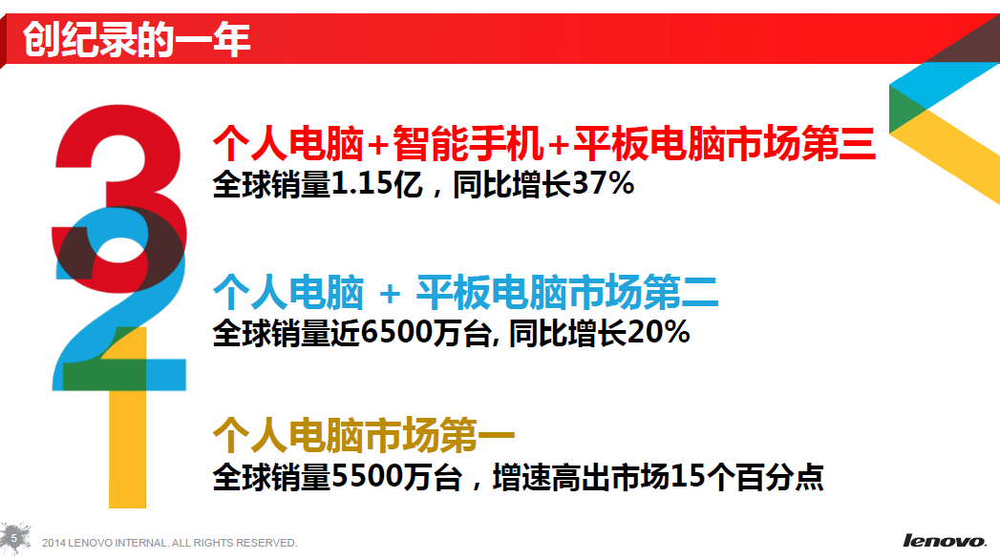 创纪录的一年
3
个人电脑+智能手机+平板电脑市场第三
全球销量1.15亿，同比增长37%
2
个人电脑 + 平板电脑市场第二
全球销量近6500万台, 同比增长20%
1
个人电脑市场第一
全球销量5500万台，增速高出市场15个百分点
5
2014 LENOVO INTERNAL. ALL RIGHTS RESERVED.
lenovo.